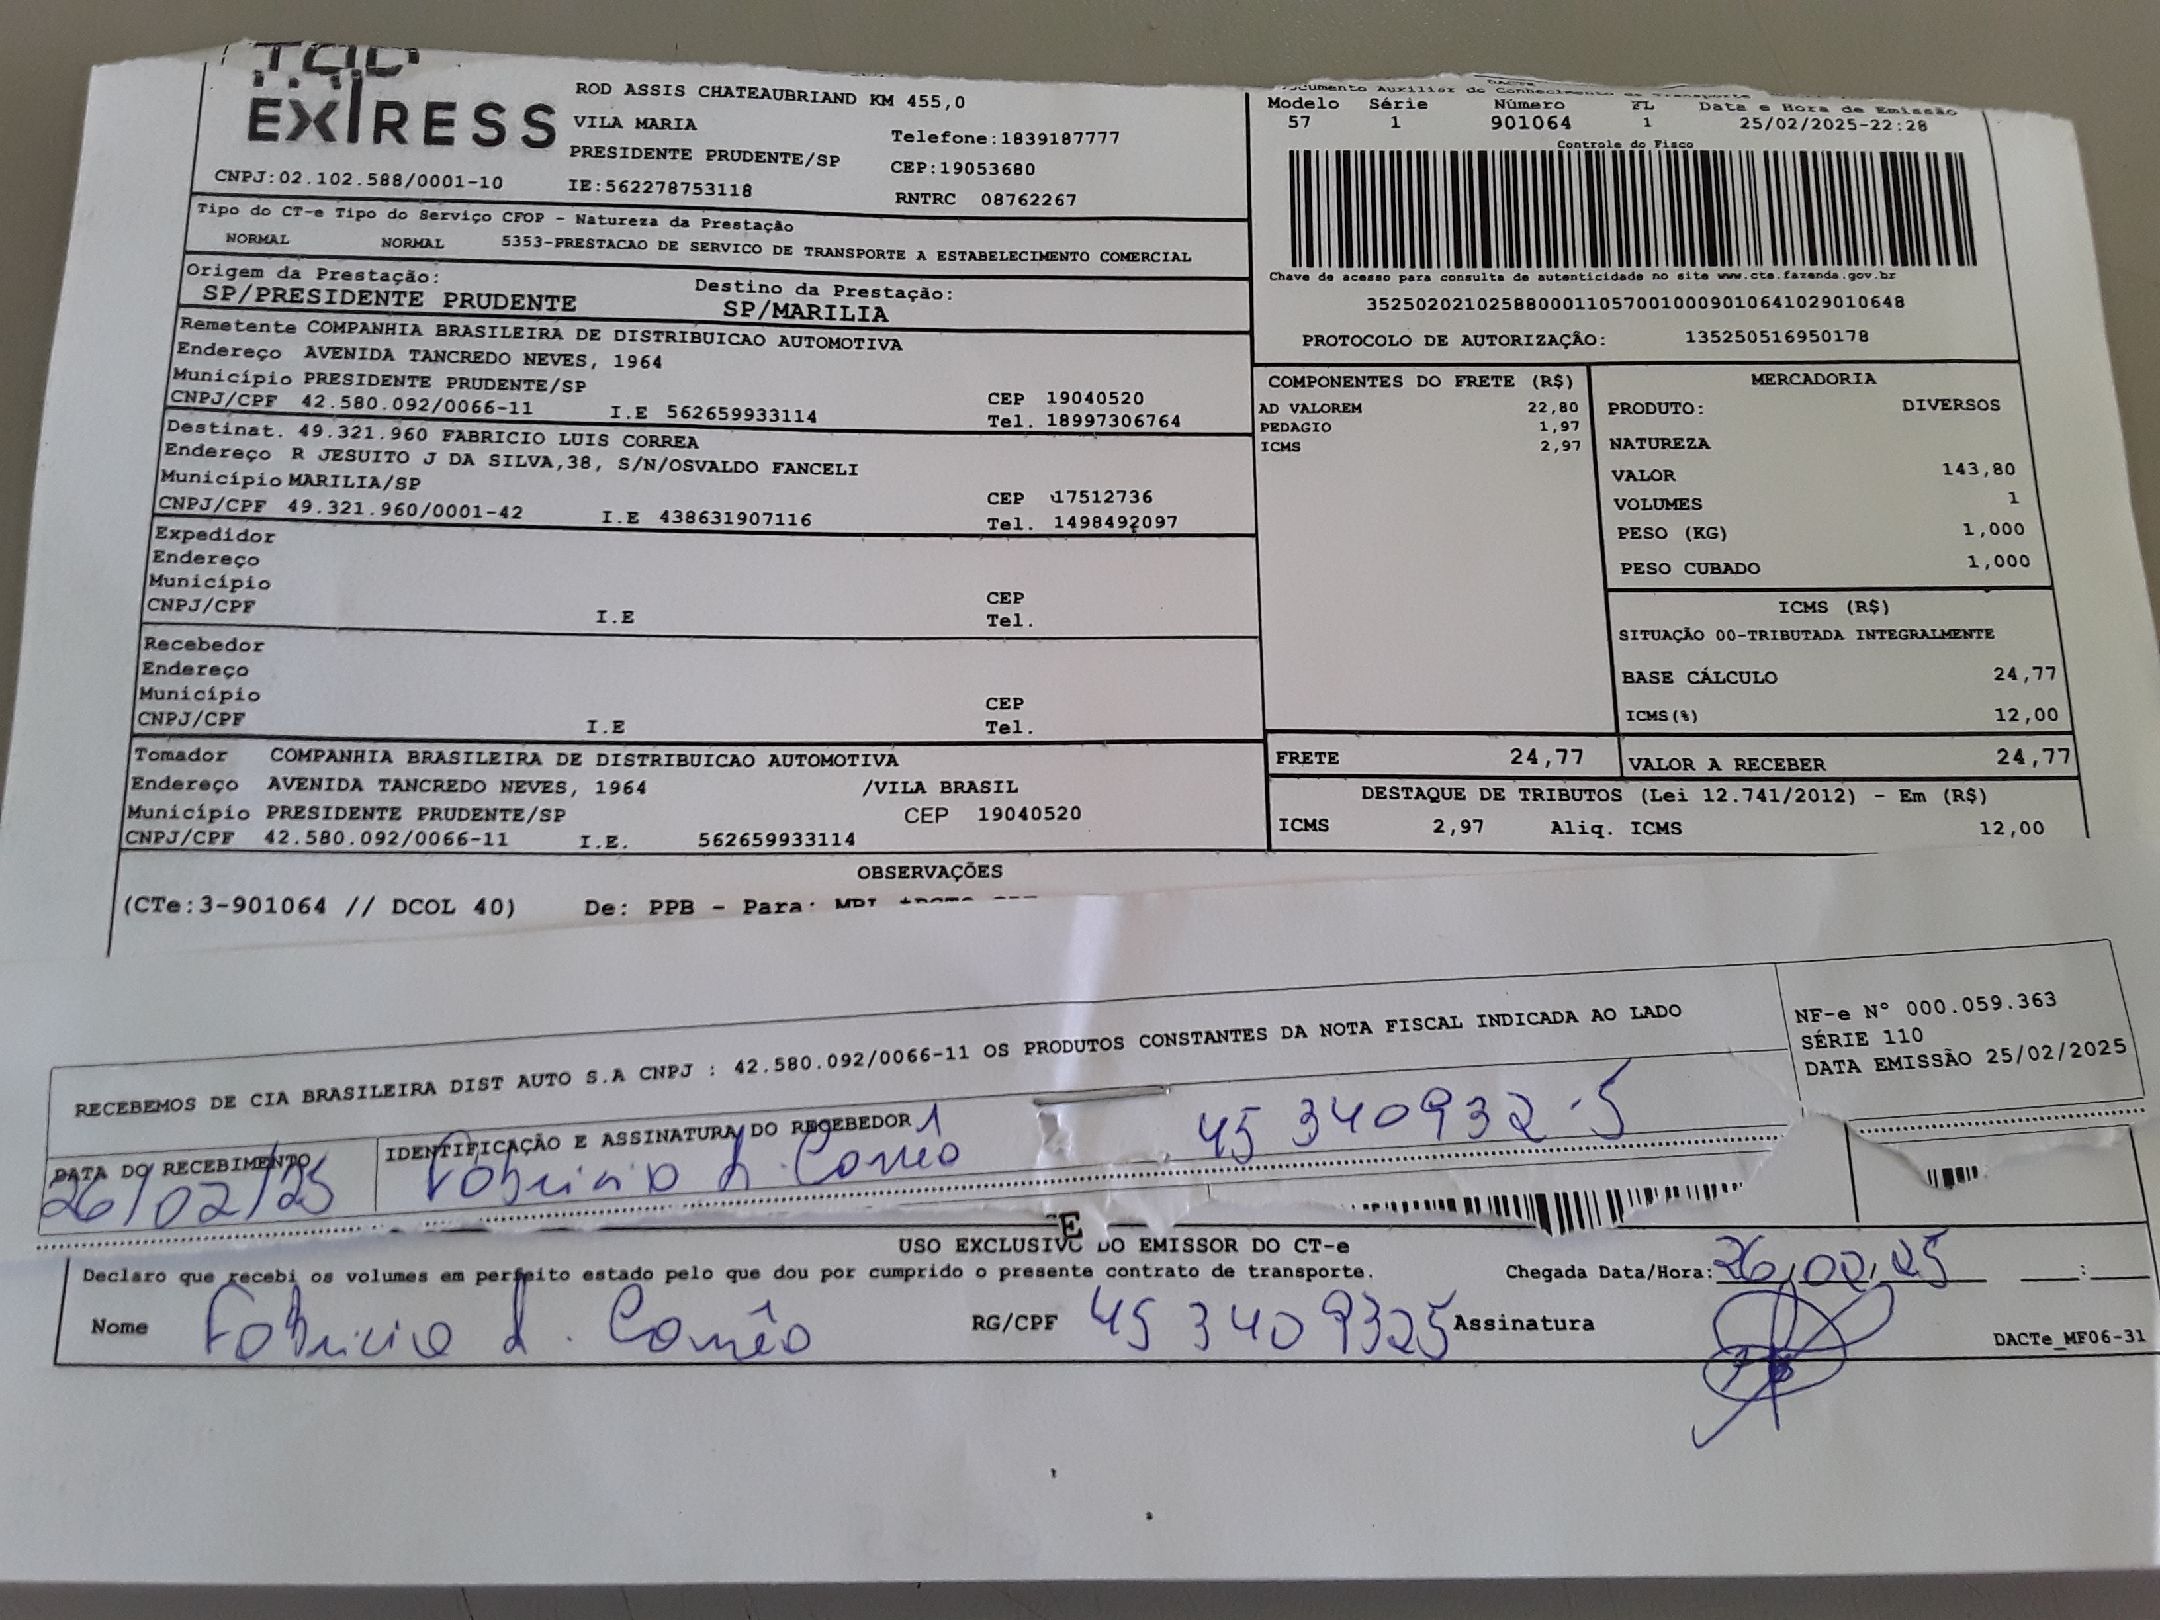 EXPRESS
ROD ASSIS CHATEAUBRIAND KM 455,0
VILA MARIA
Telefone:1839187777
PRESIDENTE PRUDENTE/SP
CEP:19053680
CNPJ:02.102.588/0001-10
IE:562278753118
RNTRC 08762267
Documento Auxiliar do Conhecimento de Transporte
Modelo Série Número FL Data e Hora de Emissão
57 1 901064 1 25/02/2025-22:28
Controle do Fisco
Chave de acesso para consulta de autenticidade no site www.cte.fazenda.gov.br
35250202102588000110570010009010641029010648
PROTOCOLO DE AUTORIZAÇÃO: 135250516950178
Tipo do CT-e Tipo do Serviço CFOP - Natureza da Prestação
NORMAL NORMAL 5353-PRESTACAO DE SERVICO DE TRANSPORTE A ESTABELECIMENTO COMERCIAL
Origem da Prestação: Destino da Prestação:
SP/PRESIDENTE PRUDENTE SP/MARILIA
Remetente COMPANHIA BRASILEIRA DE DISTRIBUICAO AUTOMOTIVA
Endereço AVENIDA TANCREDO NEVES, 1964
Município PRESIDENTE PRUDENTE/SP CEP 19040520
CNPJ/CPF 42.580.092/0066-11 I.E 562659933114 Tel. 18997306764
Destinat. 49.321.960 FABRICIO LUIS CORREA
Endereço R JESUITO J DA SILVA,38, S/N/OSVALDO FANCELI
Município MARILIA/SP CEP 17512736
CNPJ/CPF 49.321.960/0001-42 I.E 438631907116 Tel. 1498492097
Expedidor
Endereço
Município CEP
CNPJ/CPF I.E Tel.
Recebedor
Endereço
Município CEP
CNPJ/CPF I.E Tel.
Tomador COMPANHIA BRASILEIRA DE DISTRIBUICAO AUTOMOTIVA
Endereço AVENIDA TANCREDO NEVES, 1964 /VILA BRASIL
Município PRESIDENTE PRUDENTE/SP CEP 19040520
CNPJ/CPF 42.580.092/0066-11 I.E. 562659933114
COMPONENTES DO FRETE (R$)
AD VALOREM 22,80
PEDAGIO 1,97
ICMS 2,97
MERCADORIA
PRODUTO: DIVERSOS
NATUREZA
VALOR 143,80
VOLUMES 1
PESO (KG) 1,000
PESO CUBADO 1,000
ICMS (R$)
SITUAÇÃO 00-TRIBUTADA INTEGRALMENTE
BASE CÁLCULO 24,77
ICMS(%) 12,00
FRETE 24,77 VALOR A RECEBER 24,77
DESTAQUE DE TRIBUTOS (Lei 12.741/2012) - Em (R$)
ICMS 2,97 Aliq. ICMS 12,00
OBSERVAÇÕES
(CTe:3-901064 // DCOL 40) De: PPB - Para:
RECEBEMOS DE CIA BRASILEIRA DIST AUTO S.A CNPJ : 42.580.092/0066-11 OS PRODUTOS CONSTANTES DA NOTA FISCAL INDICADA AO LADO
NF-e Nº 000.059.363
SÉRIE 110
DATA EMISSÃO 25/02/2025
DATA DO RECEBIMENTO IDENTIFICAÇÃO E ASSINATURA DO RECEBEDOR
26/02/25 Fabricio L. Corrêa 45 340932-5
USO EXCLUSIVO DO EMISSOR DO CT-e
Declaro que recebi os volumes em perfeito estado pelo que dou por cumprido o presente contrato de transporte. Chegada Data/Hora: 26/02/25 __:__
Nome Fabricio L. Corrêa RG/CPF 45 3409325 Assinatura
DACTe_MF06-31